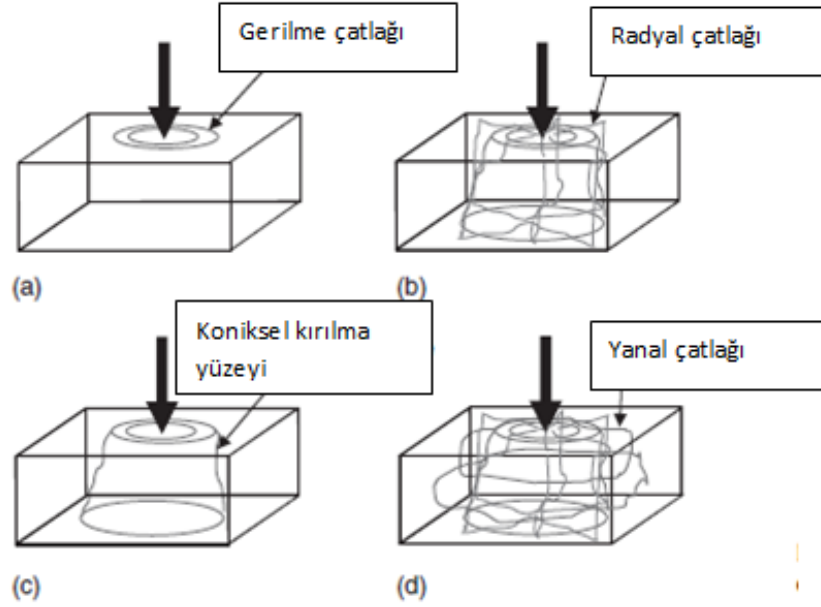 Gerilme çatlağı
Radyal çatlağı
(a)
(b)
Koniksel kırılma
yüzeyi
Yanal çatlağı
(c)
(d)